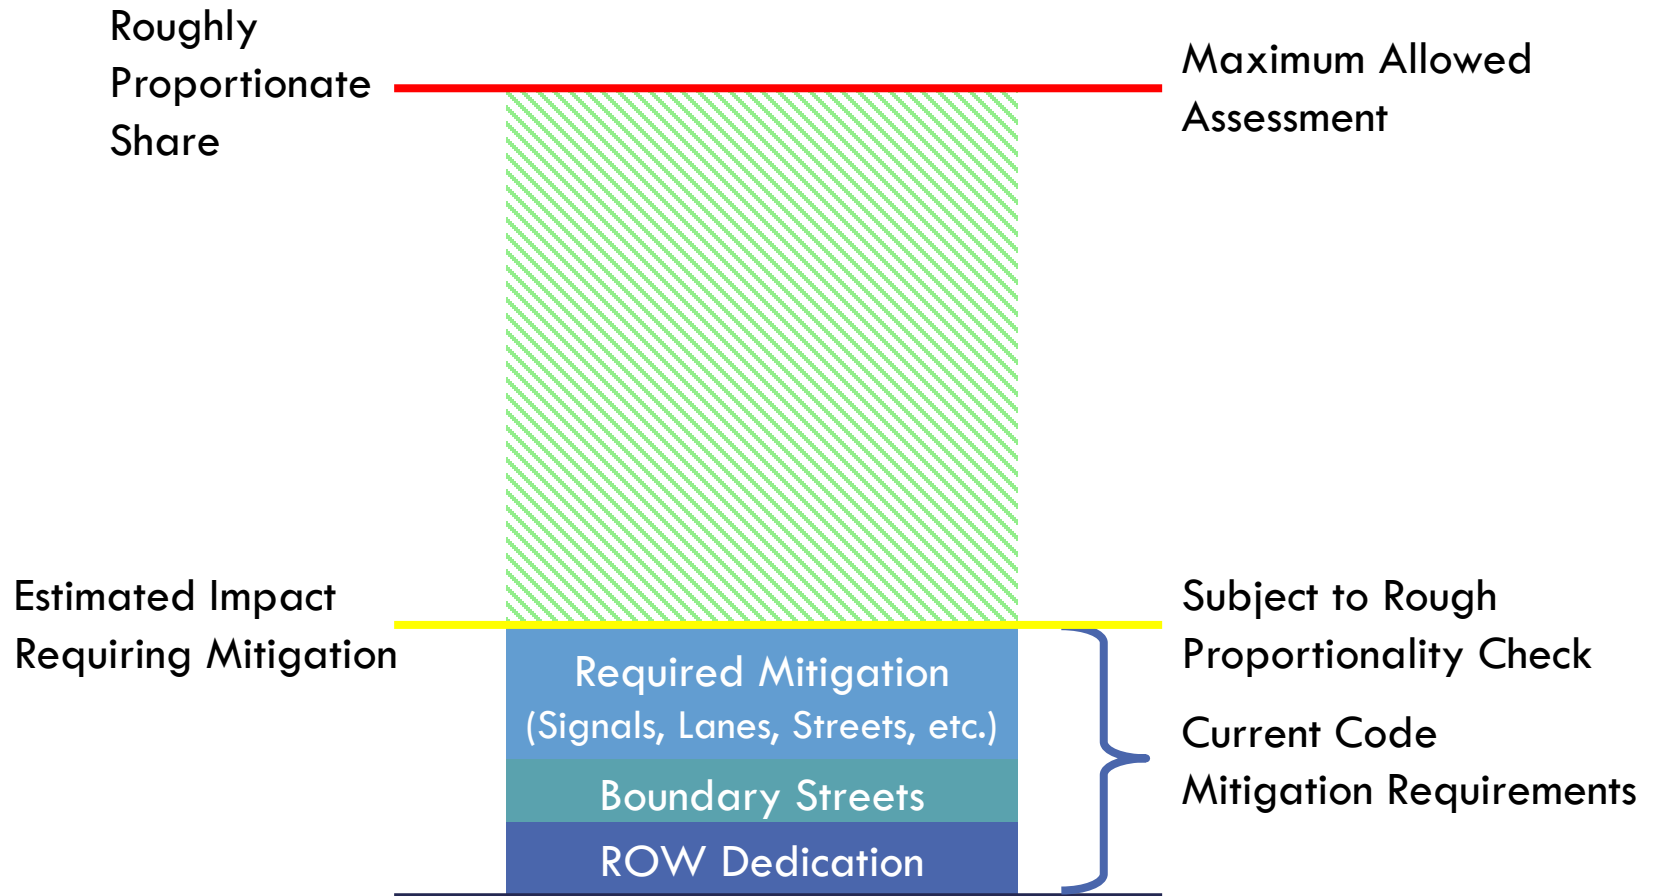 Roughly
Proportionate
Share
Maximum Allowed
Assessment
Estimated Impact
Requiring Mitigation
Subject to Rough
Proportionality Check
Required Mitigation
(Signals, Lanes, Streets, etc.)
Boundary Streets
ROW Dedication
Current Code
Mitigation Requirements